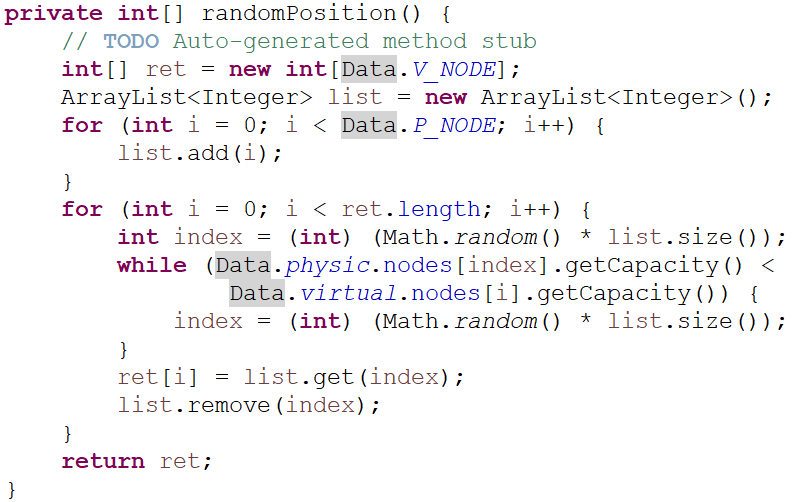 private int[] randomPosition() {
    // TODO Auto-generated method stub
    int[] ret = new int[Data.V_NODE];
    ArrayList<Integer> list = new ArrayList<Integer>();
    for (int i = 0; i < Data.P_NODE; i++) {
        list.add(i);
    }
    for (int i = 0; i < ret.length; i++) {
        int index = (int) (Math.random() * list.size());
        while (Data.physic.nodes[index].getCapacity() <
                Data.virtual.nodes[i].getCapacity()) {
            index = (int) (Math.random() * list.size());
        }
        ret[i] = list.get(index);
        list.remove(index);
    }
    return ret;
}